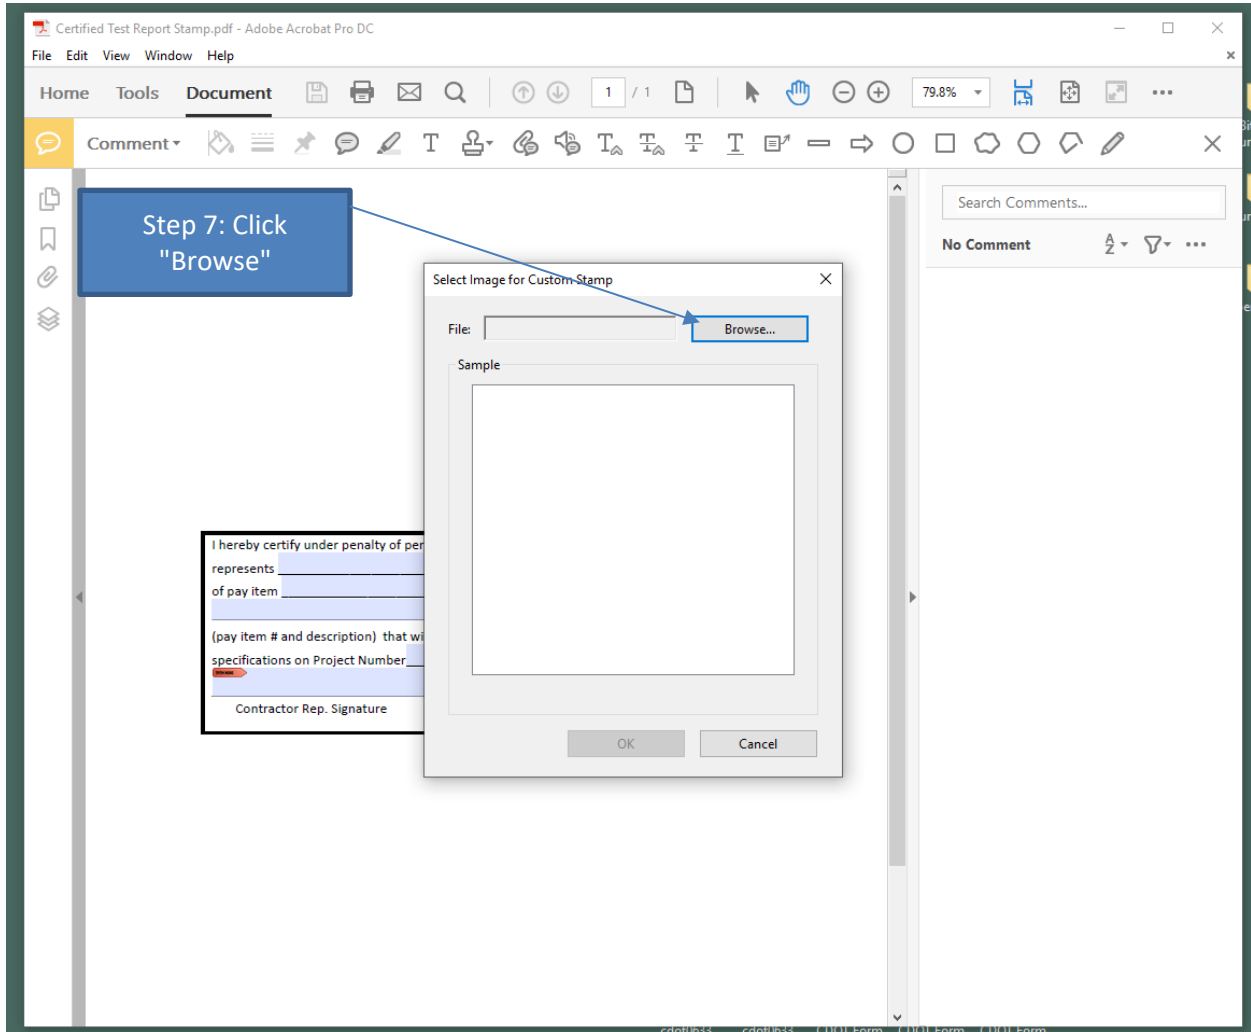 Certified Test Report Stamp.pdf - Adobe Acrobat Pro DC
File Edit View Window Help
Home Tools Document 1 / 1 79.8%
Comment
Step 7: Click
"Browse"
Search Comments...
No Comment
Select Image for Custom Stamp
File: Browse...
Sample
I hereby certify under penalty of per
represents
of pay item
(pay item # and description) that wi
specifications on Project Number
Contractor Rep. Signature
OK Cancel